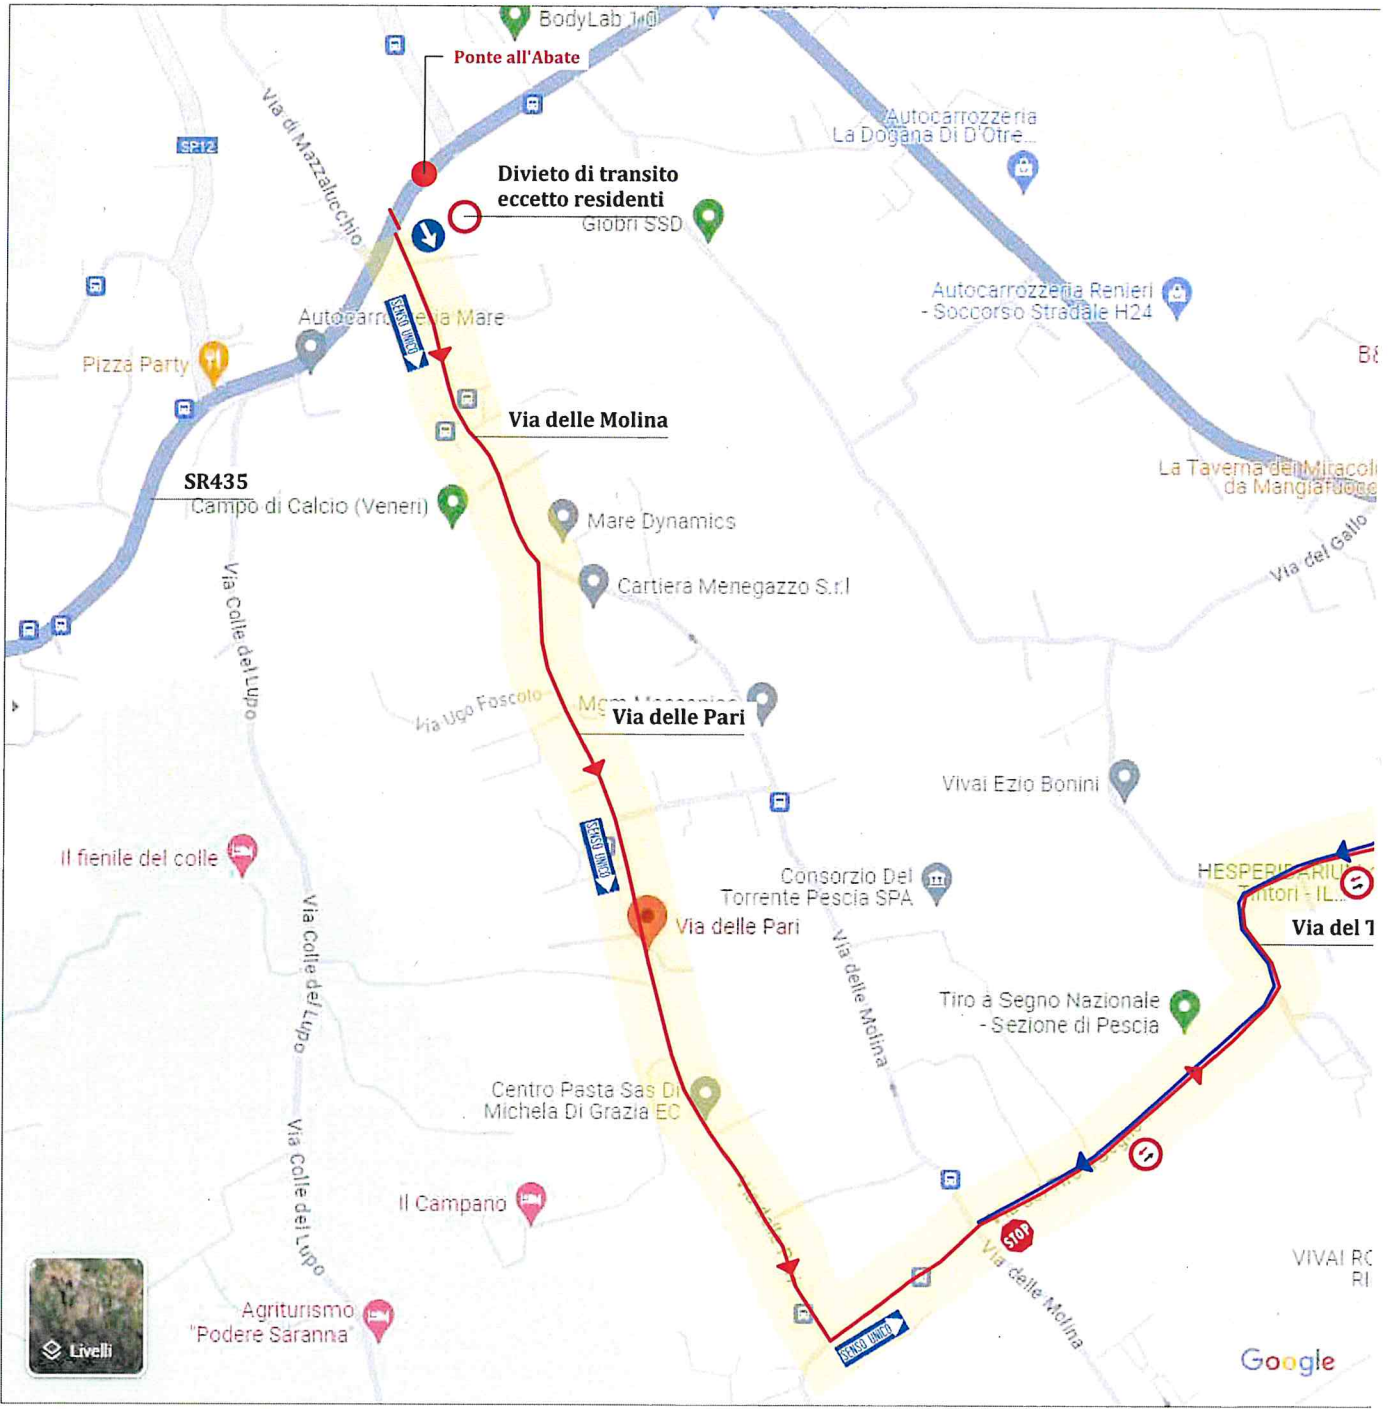 BodyLab
Ponte all'Abate
Via di Mazzalucchio
SP12
Autocarrozzeria
La Dogana Di D'Otre...
Divieto di transito
eccetto residenti
Giobri SSD
Autocarrozzeria Renieri
- Soccorso Stradale H24
SENSO UNICO
Mare
Pizza Party
B&
Via delle Molina
La Taverna dei Miracoli
da Mangiafuoco
SR435
Campo di Calcio (Veneri)
Mare Dynamics
Via del Gallo
Cartiera Menegazzo S.r.l
Via Colle del Lupo
Via Ugo Foscolo
Via delle Pari
Vivai Ezio Bonini
Il fienile del colle
SENSO UNICO
Consorzio Del
Torrente Pescia SPA
Tintori - IL...
Via delle Pari
Via del T
Via Colle del Lupo
Via delle Molina
Tiro a Segno Nazionale
- Sezione di Pescia
Centro Pasta Sas Di
Michela Di Grazia EC
Via Colle del Lupo
Il Campano
STOP
Via delle Molina
VIVAI RO
RI
Agriturismo
"Podere Saranna"
SENSO UNICO
Livelli
Google